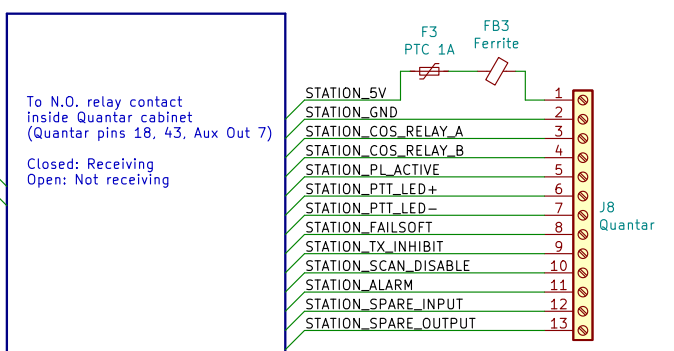 F3
PTC 1A
FB3
Ferrite
To N.O. relay contact
inside Quantar cabinet
(Quantar pins 18, 43, Aux Out 7)
Closed: Receiving
Open: Not receiving
STATION_5V 1
STATION_GND 2
STATION_COS_RELAY_A 3
STATION_COS_RELAY_B 4
STATION_PL_ACTIVE 5
STATION_PTT_LED+ 6
STATION_PTT_LED- 7
STATION_FAILSOFT 8
STATION_TX_INHIBIT 9
STATION_SCAN_DISABLE 10
STATION_ALARM 11
STATION_SPARE_INPUT 12
STATION_SPARE_OUTPUT 13
J8
Quantar